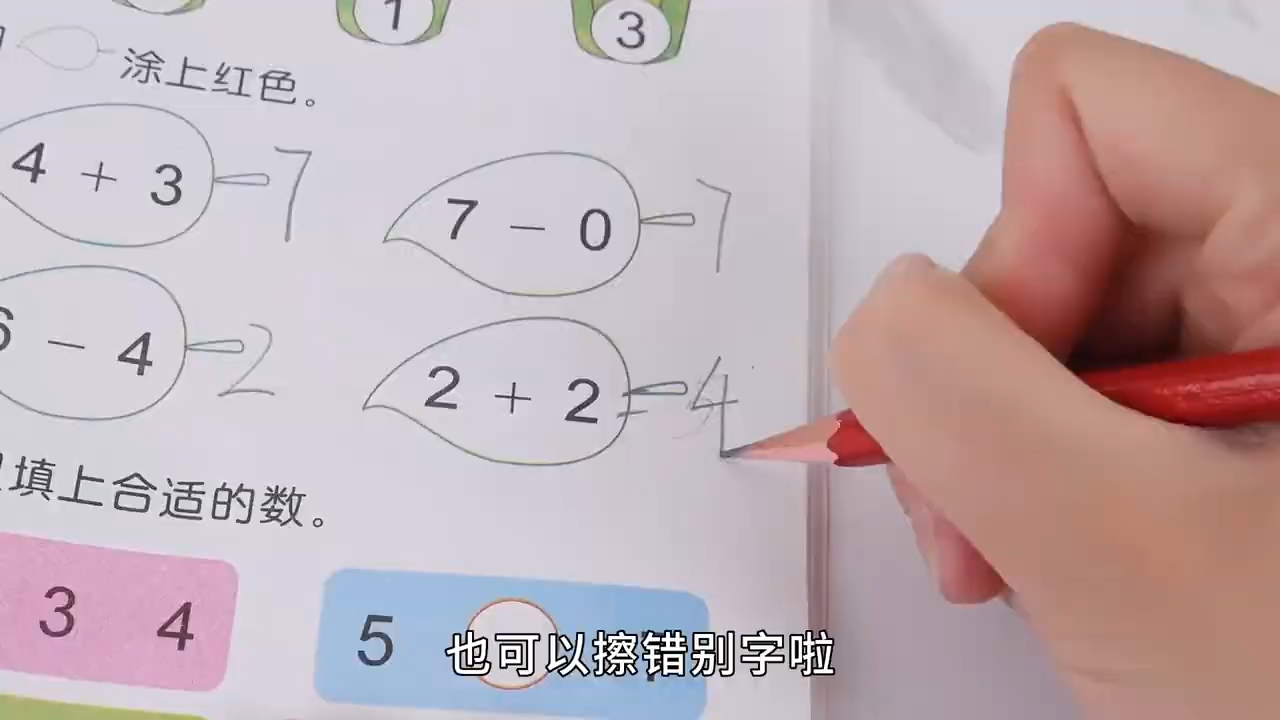 1
3
涂上红色。
4 + 3 7
7 − 0 7
6 − 4 2
2 + 2 = 4
填上合适的数。
3 4
5
也可以擦错别字啦